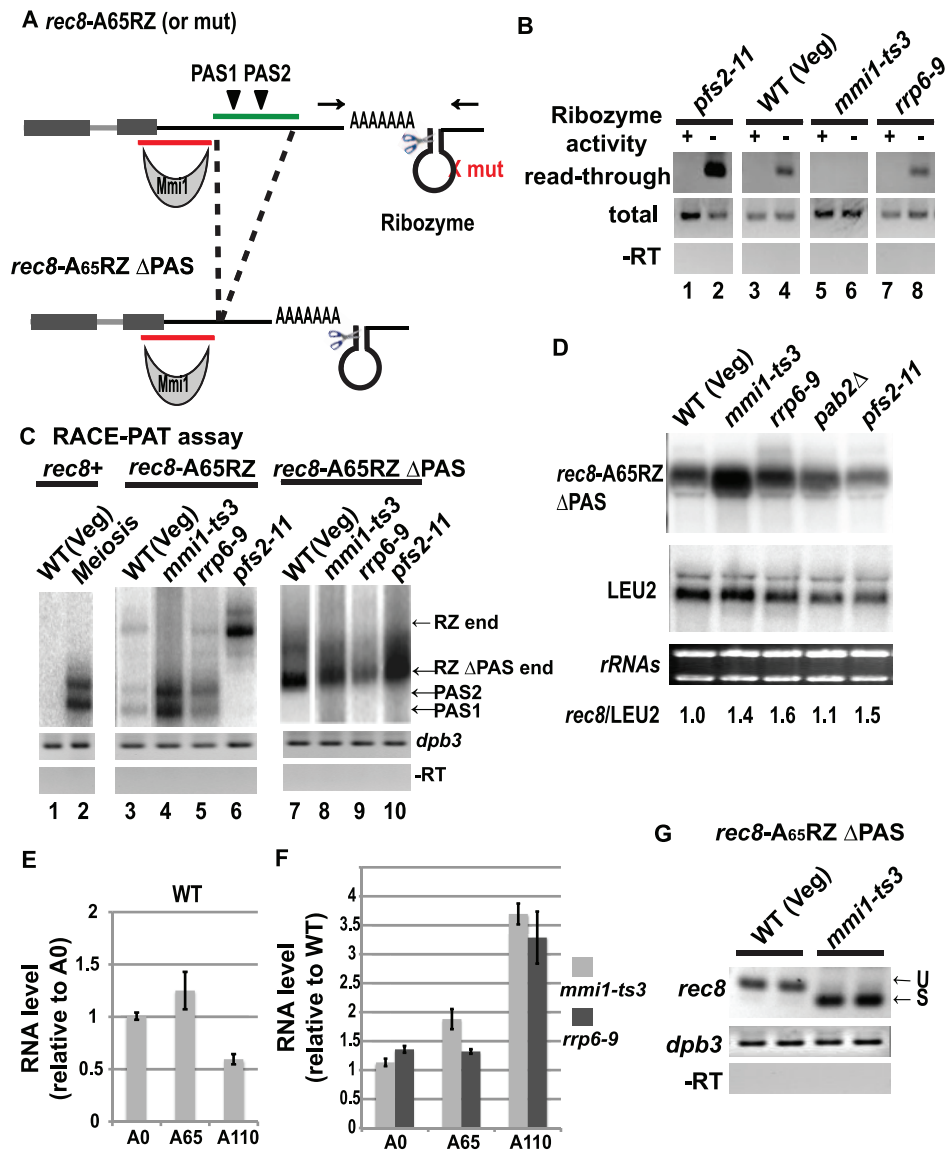 A rec8-A65RZ (or mut)
PAS1 PAS2
AAAAAAA
Mmi1
X mut
Ribozyme
rec8-A65RZ ΔPAS
AAAAAAA
Mmi1
B
pfs2-11
WT (Veg)
mmi1-ts3
rrp6-9
Ribozyme activity
+ - + - + - + -
read-through
total
-RT
1 2 3 4 5 6 7 8
C RACE-PAT assay
rec8+
rec8-A65RZ
rec8-A65RZ ΔPAS
WT(Veg)
Meiosis
WT(Veg)
mmi1-ts3
rrp6-9
pfs2-11
WT(Veg)
mmi1-ts3
rrp6-9
pfs2-11
←RZ end
←RZ ΔPAS end
←PAS2
←PAS1
dpb3
-RT
1 2 3 4 5 6 7 8 9 10
D
WT (Veg)
mmi1-ts3
rrp6-9
pab2Δ
pfs2-11
rec8-A65RZ
ΔPAS
LEU2
rRNAs
rec8/LEU2 1.0 1.4 1.6 1.1 1.5
E
WT
RNA level
(relative to A0)
2
1.5
1
0.5
0
A0 A65 A110
F
RNA level
(relative to WT)
4
3.5
3
2.5
2
1.5
1
0.5
0
A0 A65 A110
mmi1-ts3
rrp6-9
G rec8-A65RZ ΔPAS
WT (Veg)
mmi1-ts3
rec8
←U
←S
dpb3
-RT